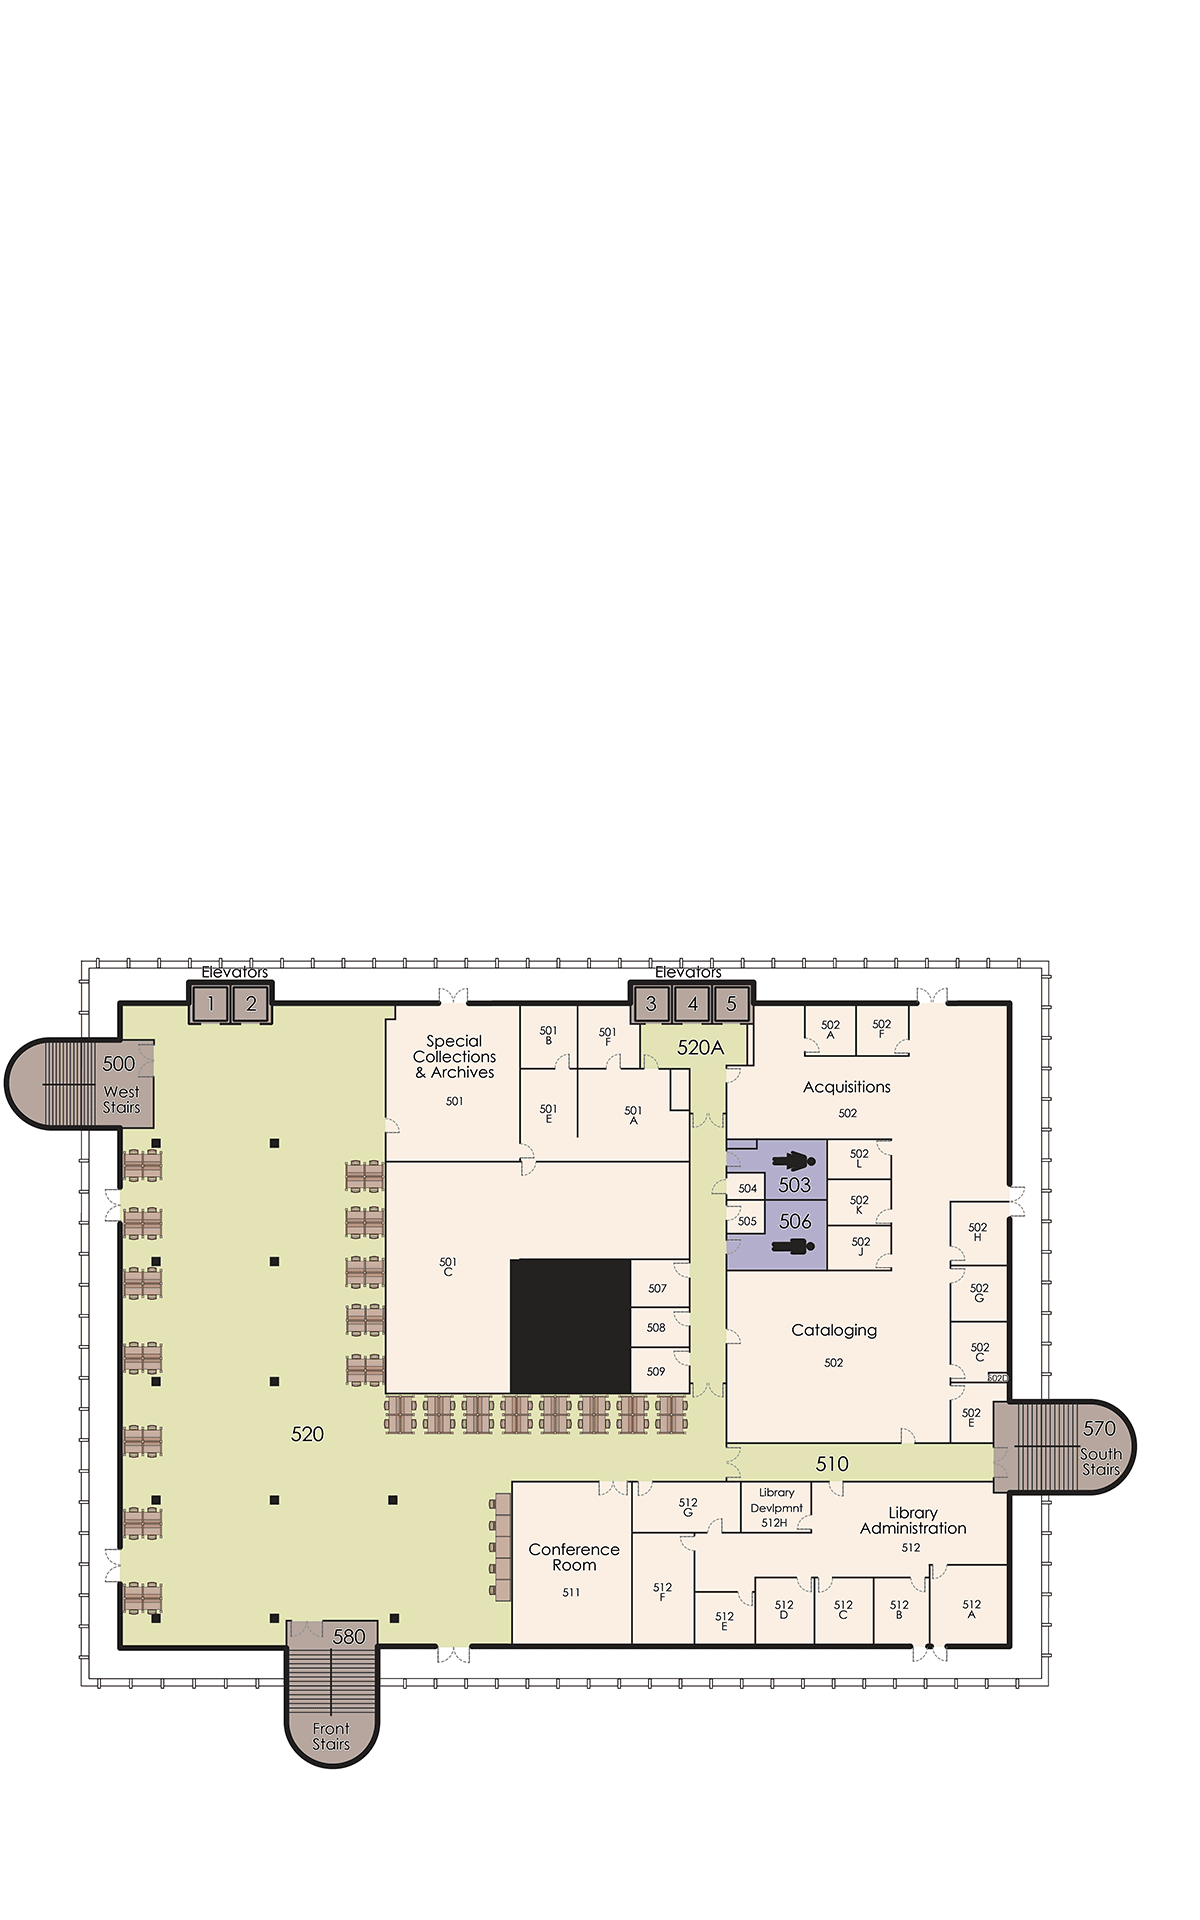 Elevators
Elevators
1
2
3
4
5
500
West
Stairs
Special
Collections
& Archives
501
501
B
501
F
520A
502
A
502
F
Acquisitions
502
501
E
501
A
503
504
505
506
502
L
502
K
502
J
502
H
501
C
507
508
509
502
G
502
C
502D
502
E
Cataloging
502
520
510
570
South
Stairs
Conference
Room
511
512
G
Library
Devlpmnt
512H
Library
Administration
512
512
F
512
E
512
D
512
C
512
B
512
A
580
Front
Stairs